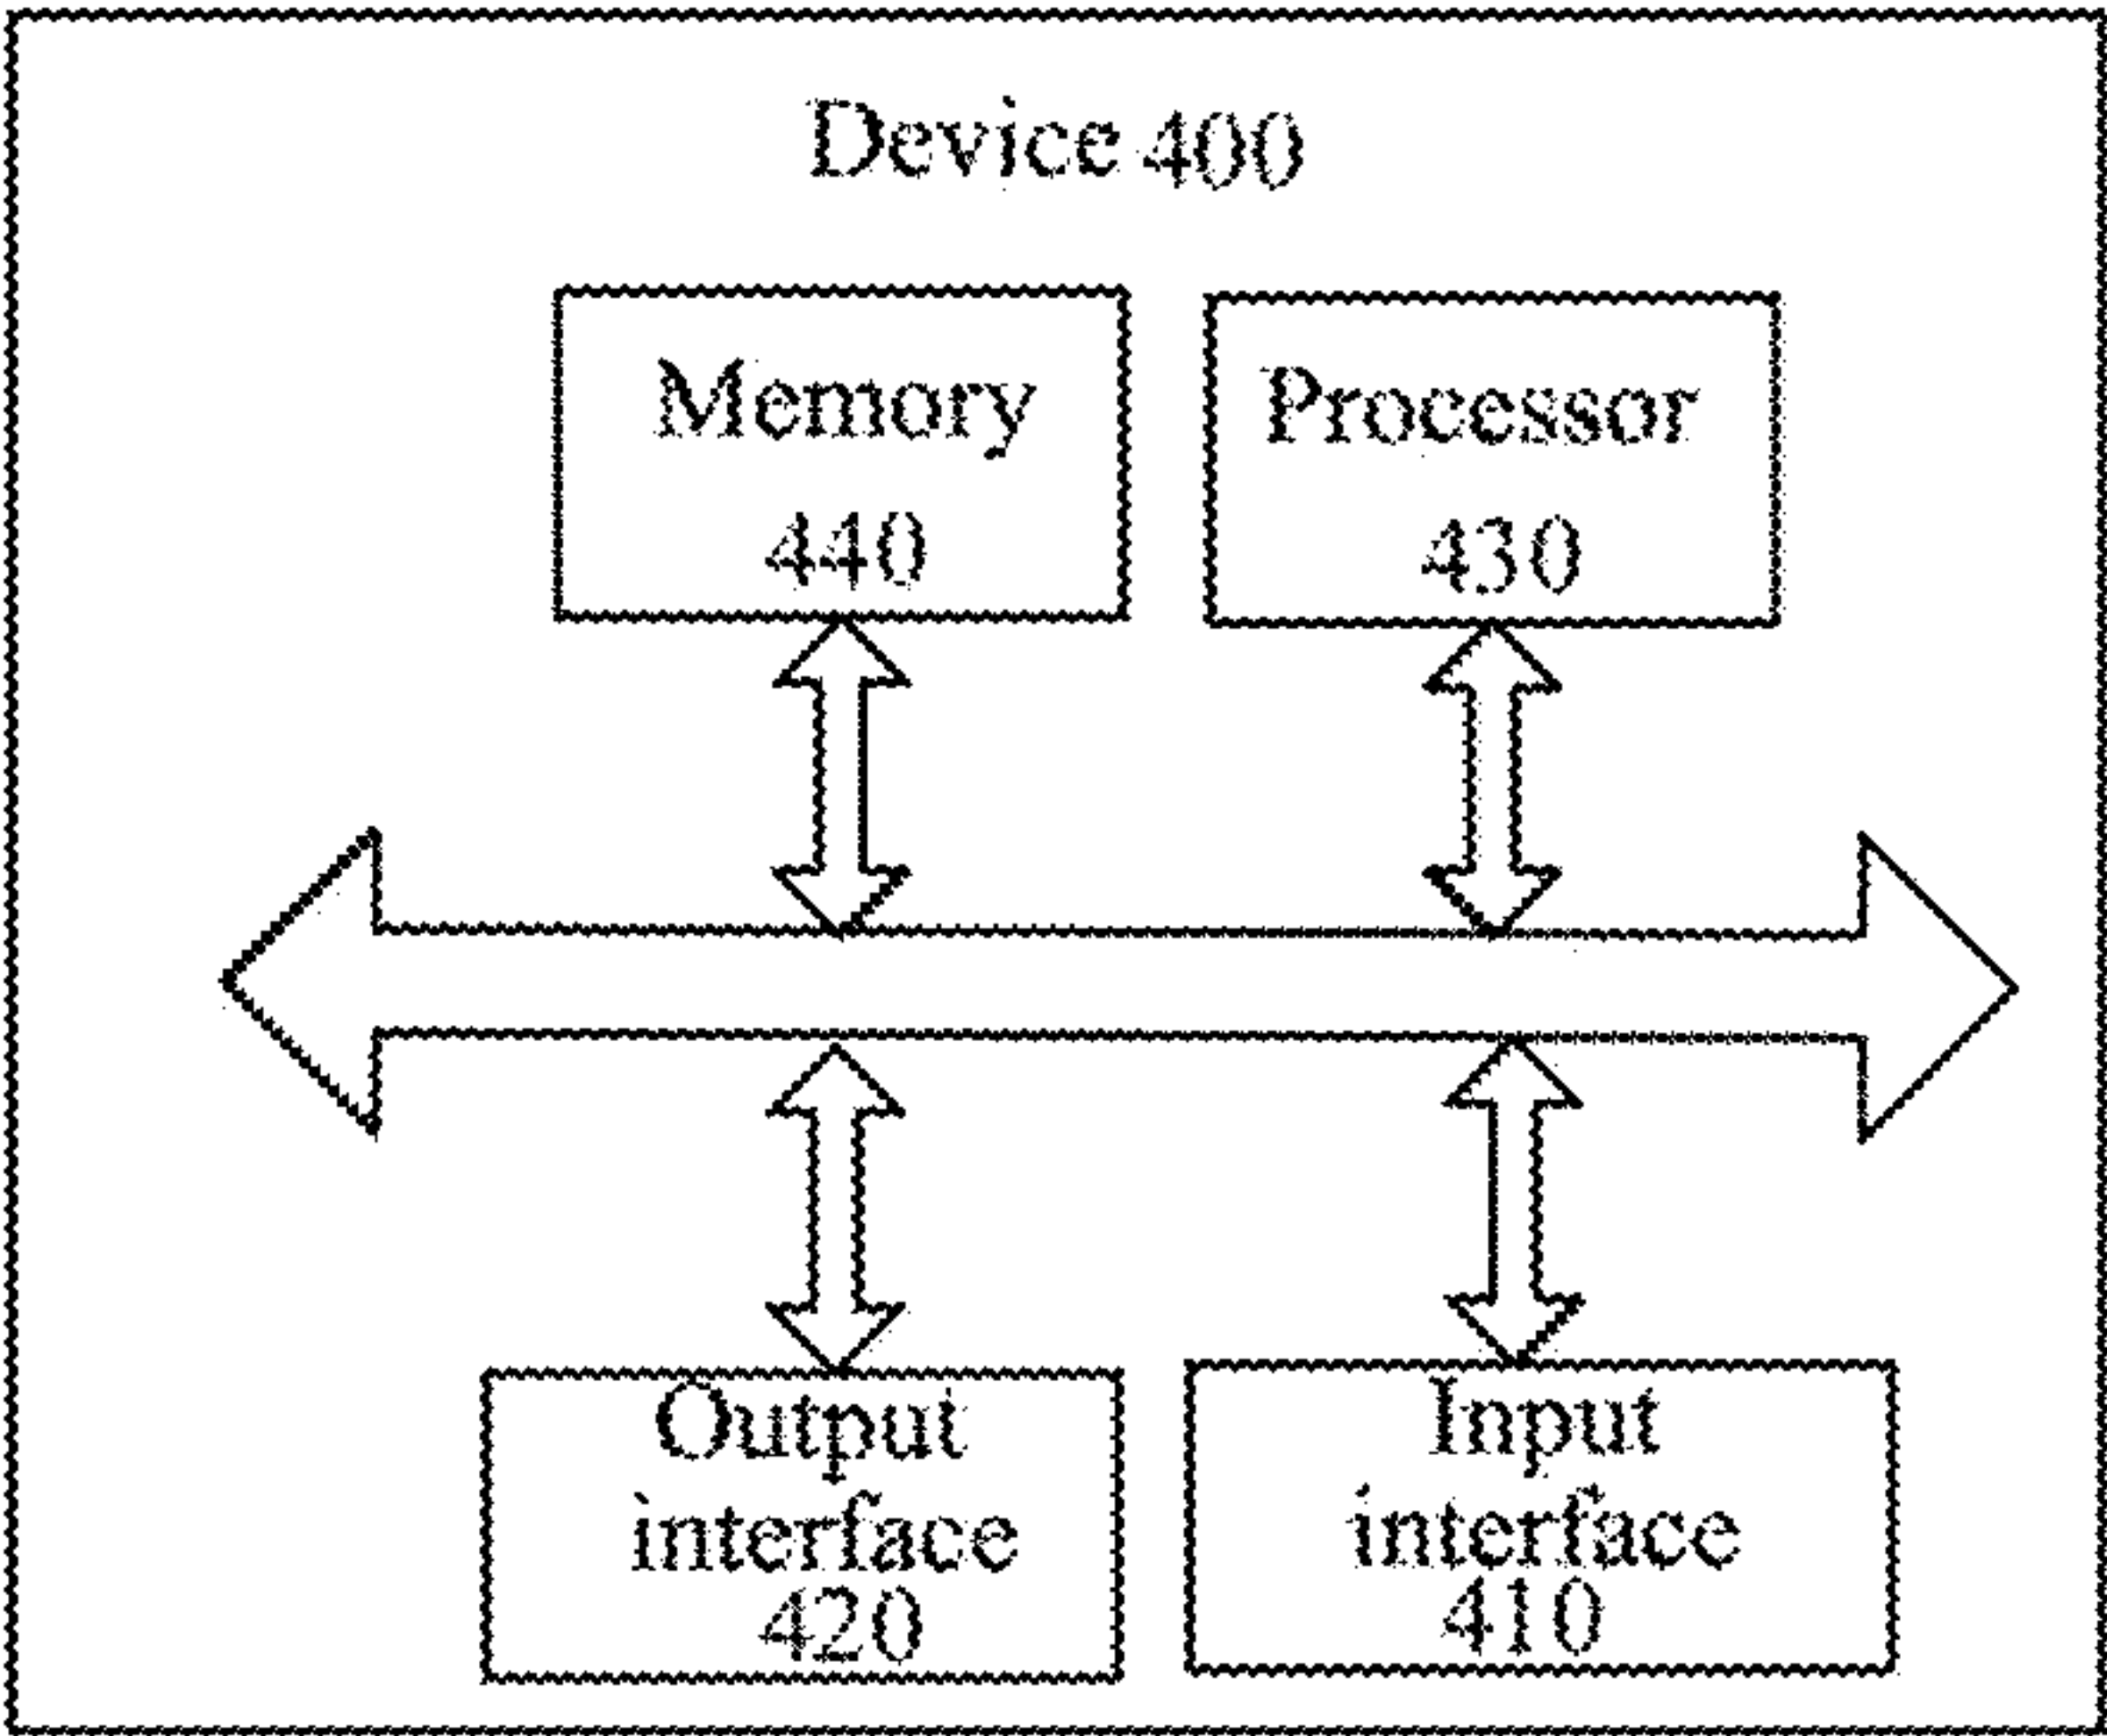 Device 400
Memory
440
Processor
430
Output
interface
420
Input
interface
410